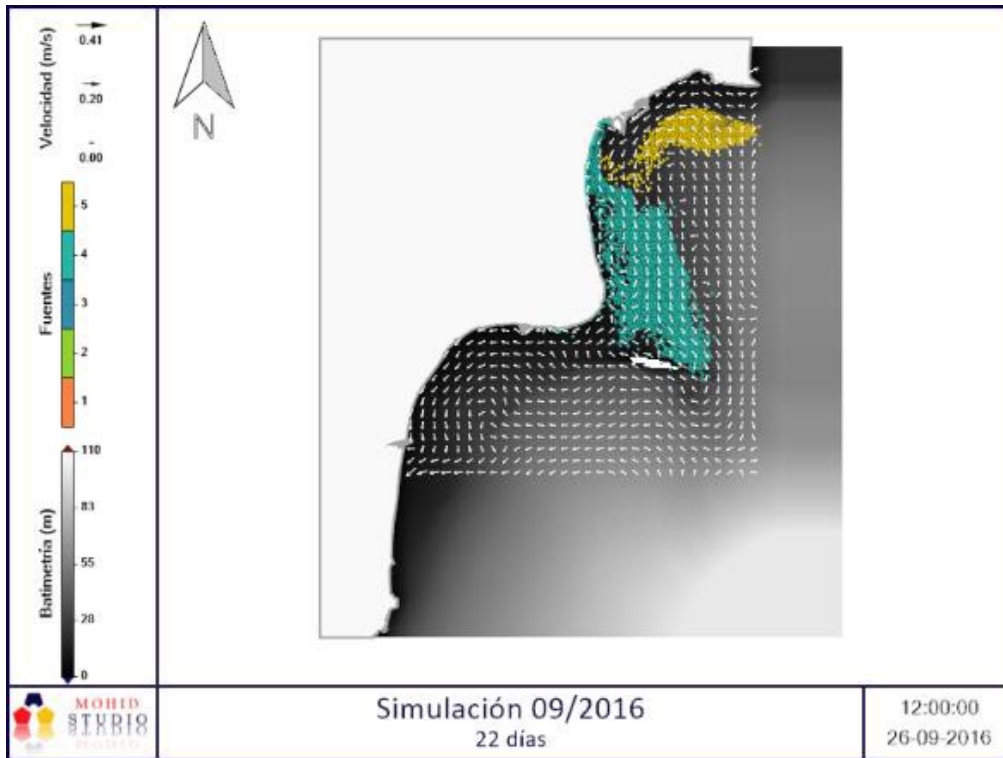 Velocidad (m/s)
0.41
0.20
0.00
N
Fuentes
5
4
3
2
1
Batimetría (m)
110
83
55
28
0
MOHID
STUDIO
Simulación 09/2016
22 días
12:00:00
26-09-2016